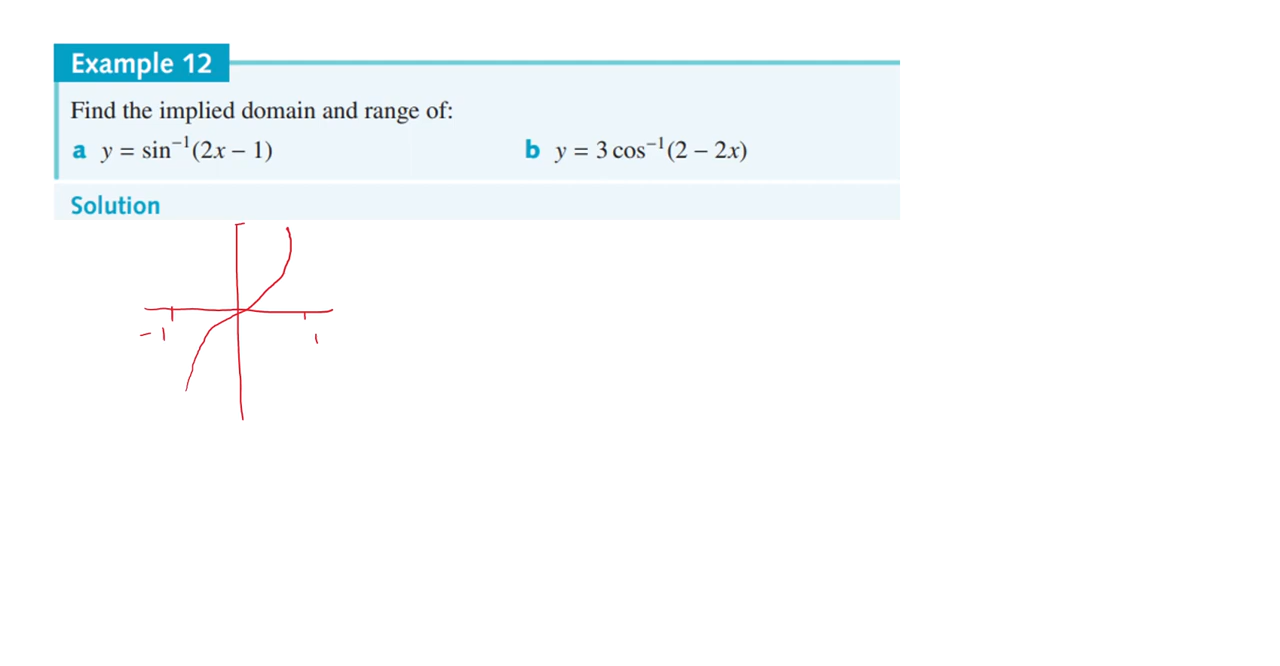 Example 12
Find the implied domain and range of:
a y = sin⁻¹(2x − 1)
b y = 3 cos⁻¹(2 − 2x)
Solution
−1
1